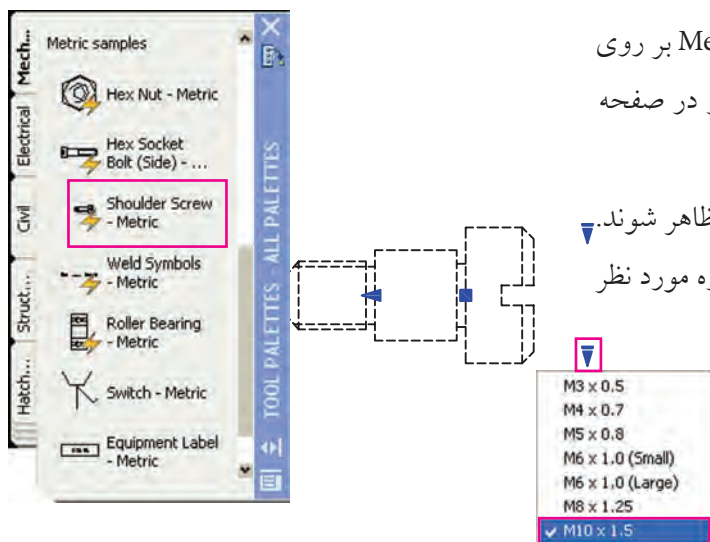 Mech...
Electrical
Civil
Struct...
Hatch...
Metric samples
Hex Nut - Metric
Hex Socket
Bolt (Side) - ...
Shoulder Screw
- Metric
Weld Symbols
- Metric
Roller Bearing
- Metric
Switch - Metric
Equipment Label
- Metric
TOOL PALETTES - ALL PALETTES
بر روی Me
در صفحه
ظاهر شوند.
مورد نظر
M3 x 0.5
M4 x 0.7
M5 x 0.8
M6 x 1.0 (Small)
M6 x 1.0 (Large)
M8 x 1.25
M10 x 1.5